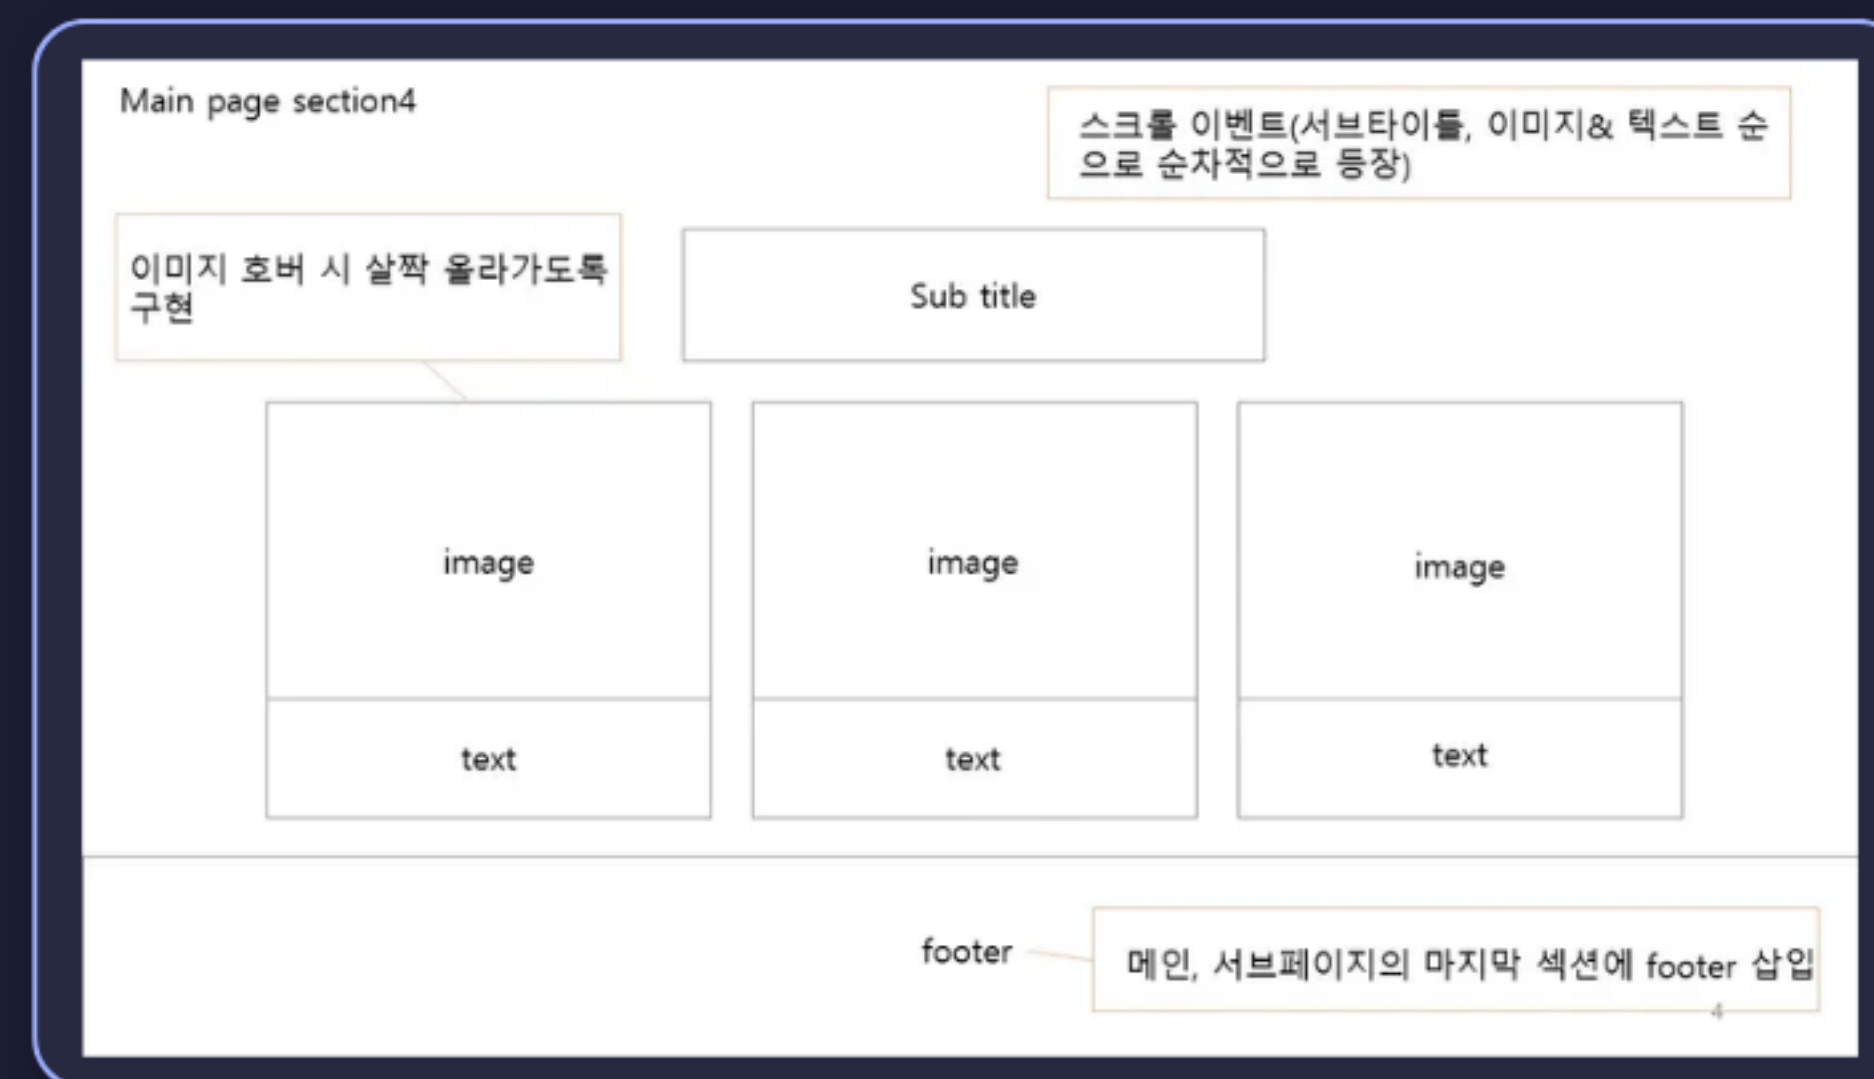 Main page section4
스크롤 이벤트(서브타이틀, 이미지& 텍스트 순
으로 순차적으로 등장)
이미지 호버 시 살짝 올라가도록
구현
Sub title
image
image
image
text
text
text
footer
메인, 서브페이지의 마지막 섹션에 footer 삽입
4